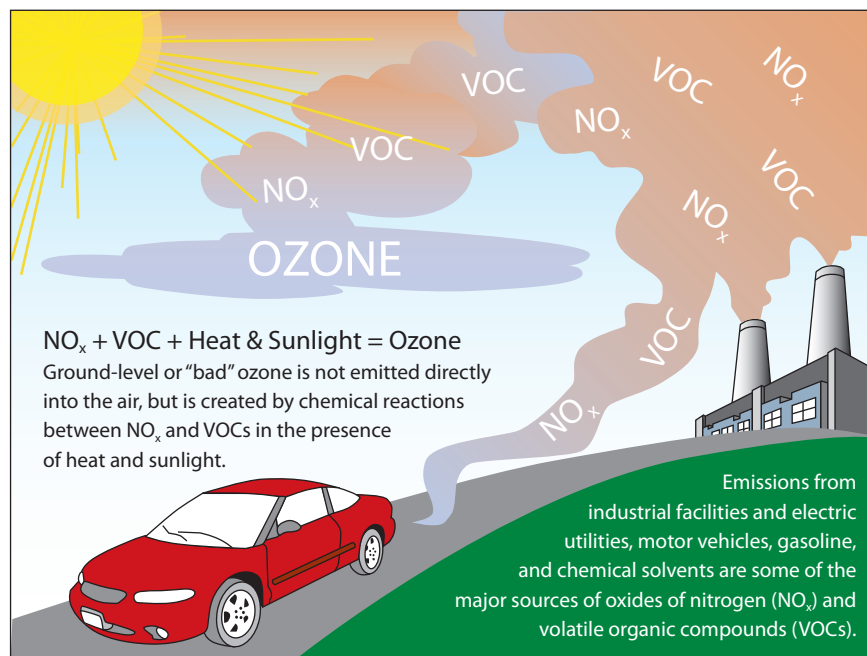 VOC
VOC
NOₓ
NOₓ
VOC
NOₓ
VOC
NOₓ
VOC
NOₓ
OZONE
NOₓ + VOC + Heat & Sunlight = Ozone
Ground-level or “bad” ozone is not emitted directly
into the air, but is created by chemical reactions
between NOₓ and VOCs in the presence
of heat and sunlight.
Emissions from
industrial facilities and electric
utilities, motor vehicles, gasoline,
and chemical solvents are some of the
major sources of oxides of nitrogen (NOₓ) and
volatile organic compounds (VOCs).